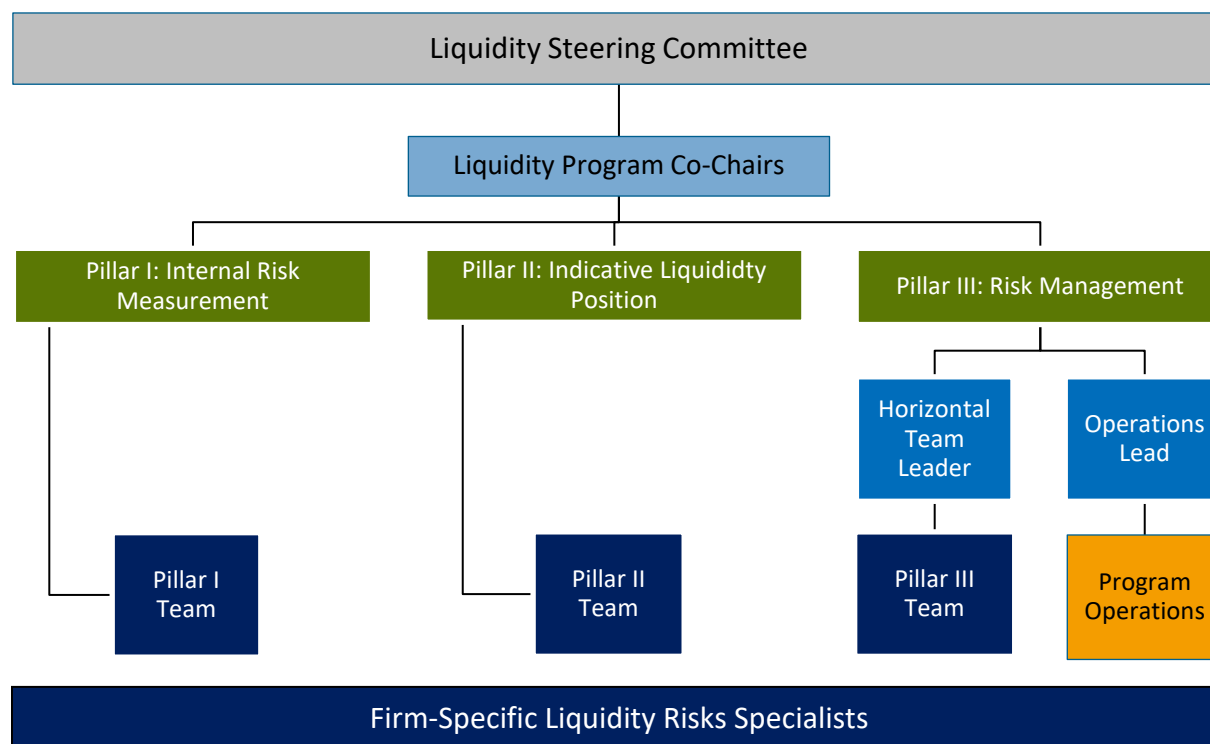 Liquidity Steering Committee
Liquidity Program Co-Chairs
Pillar I: Internal Risk
Measurement
Pillar II: Indicative Liquididty
Position
Pillar III: Risk Management
Horizontal
Team
Leader
Operations
Lead
Pillar I
Team
Pillar II
Team
Pillar III
Team
Program
Operations
Firm-Specific Liquidity Risks Specialists